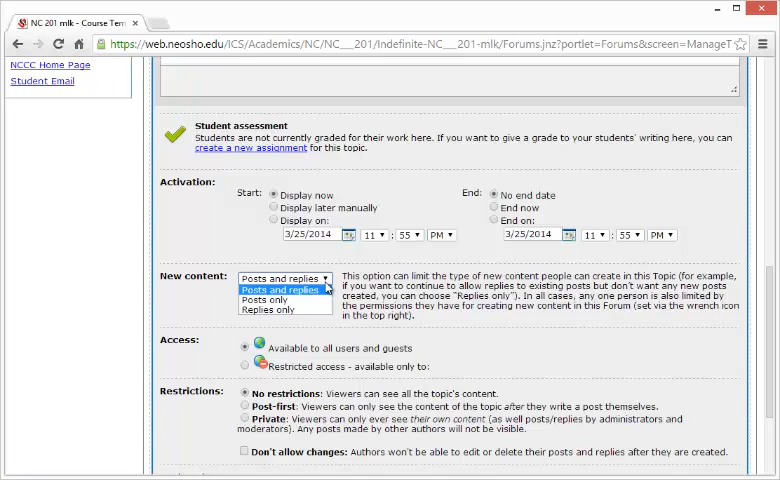 NC 201 mlk - Course Tem
https://web.neosho.edu/ICS/Academics/NC/NC___201/Indefinite-NC___201-mlk/Forums.jnz?portlet=Forums&screen=ManageT
NCCC Home Page
Student Email
Student assessment
Students are not currently graded for their work here. If you want to give a grade to your students' writing here, you can
create a new assignment for this topic.
Activation:
Start:
Display now
Display later manually
Display on:
3/25/2014 11 : 55 PM
End:
No end date
End now
End on:
3/25/2014 11 : 55 PM
New content:
Posts and replies
Posts and replies
Posts only
Replies only
This option can limit the type of new content people can create in this Topic (for example,
if you want to continue to allow replies to existing posts but don't want any new posts
created, you can choose "Replies only"). In all cases, any one person is also limited by
the permissions they have for creating new content in this Forum (set via the wrench icon
in the top right).
Access:
Available to all users and guests
Restricted access - available only to:
Restrictions:
No restrictions: Viewers can see all the topic's content.
Post-first: Viewers can only see the content of the topic after they write a post themselves.
Private: Viewers can only ever see their own content (as well posts/replies by administrators and
moderators). Any posts made by other authors will not be visible.
Don't allow changes: Authors won't be able to edit or delete their posts and replies after they are created.